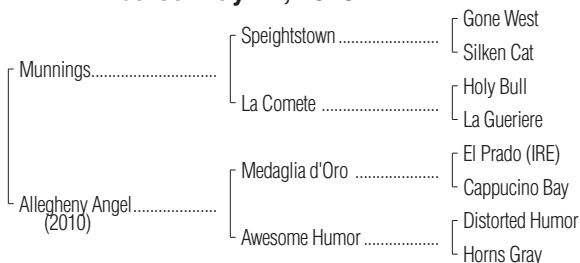 Gone West
Speightstown
Silken Cat
Munnings
Holy Bull
La Comete
La Gueriere
El Prado (IRE)
Medaglia d'Oro
Cappucino Bay
Allegheny Angel
(2010)
Distorted Humor
Awesome Humor
Horns Gray